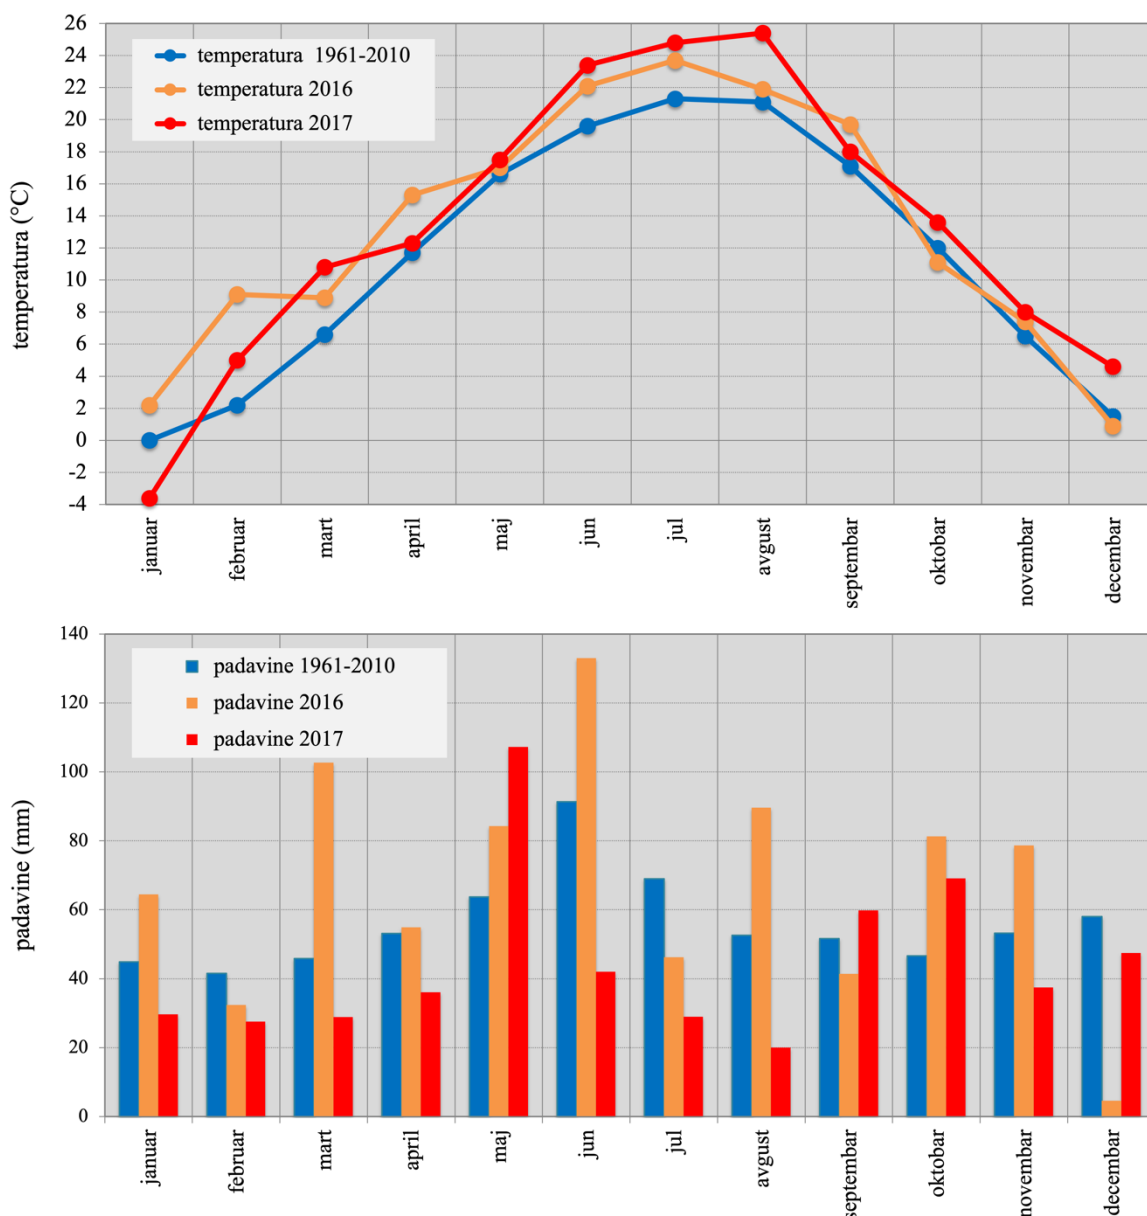 26
24
22
20
18
16
14
12
10
8
6
4
2
0
-2
-4
temperatura (°C)
temperatura 1961-2010
temperatura 2016
temperatura 2017
januar
februar
mart
april
maj
jun
jul
avgust
septembar
oktobar
novembar
decembar
140
120
100
80
60
40
20
0
padavine (mm)
padavine 1961-2010
padavine 2016
padavine 2017
januar
februar
mart
april
maj
jun
jul
avgust
septembar
oktobar
novembar
decembar